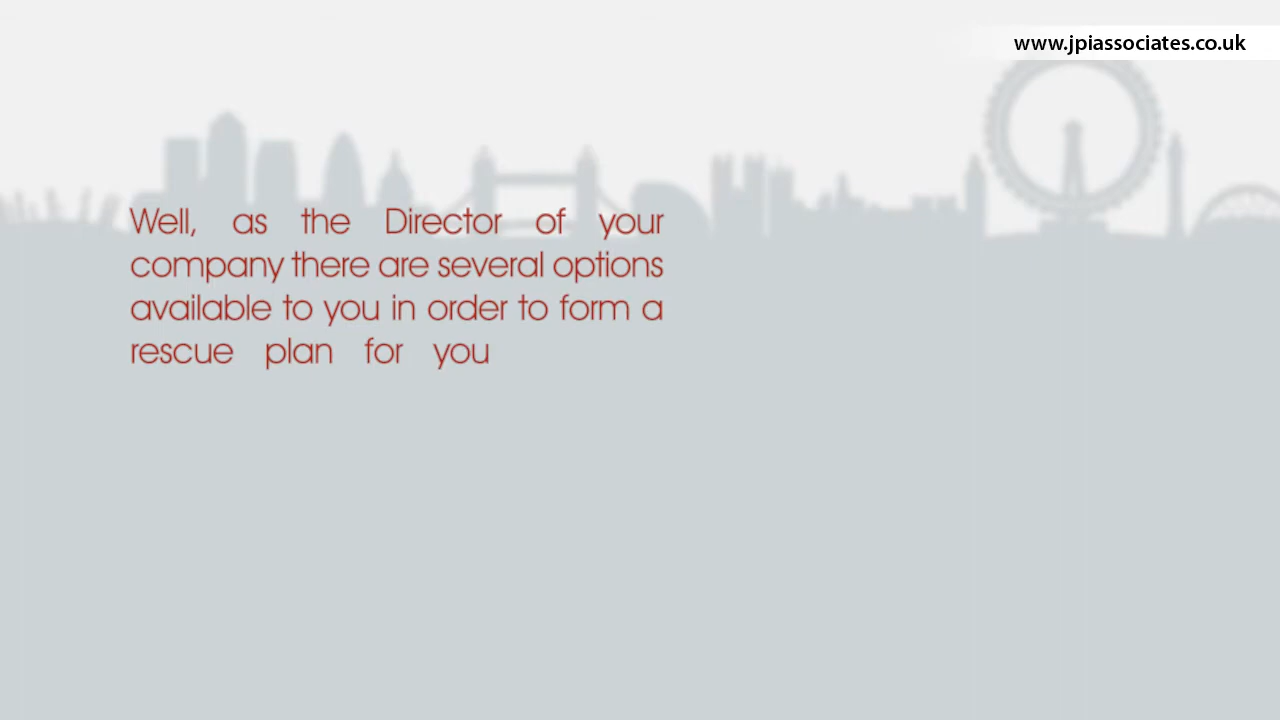 www.jpiassociates.co.uk
Well, as the Director of your
company there are several options
available to you in order to form a
rescue plan for you